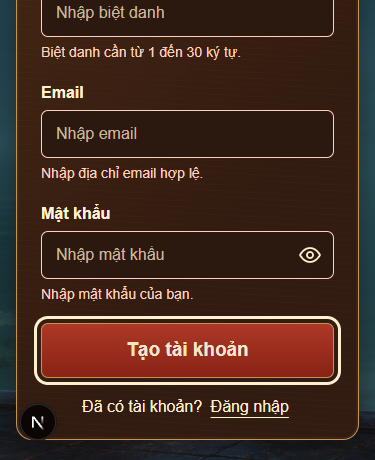 Nhập biệt danh
Biệt danh cần từ 1 đến 30 ký tự.
Email
Nhập email
Nhập địa chỉ email hợp lệ.
Mật khẩu
Nhập mật khẩu
Nhập mật khẩu của bạn.
Tạo tài khoản
Đã có tài khoản? Đăng nhập
N